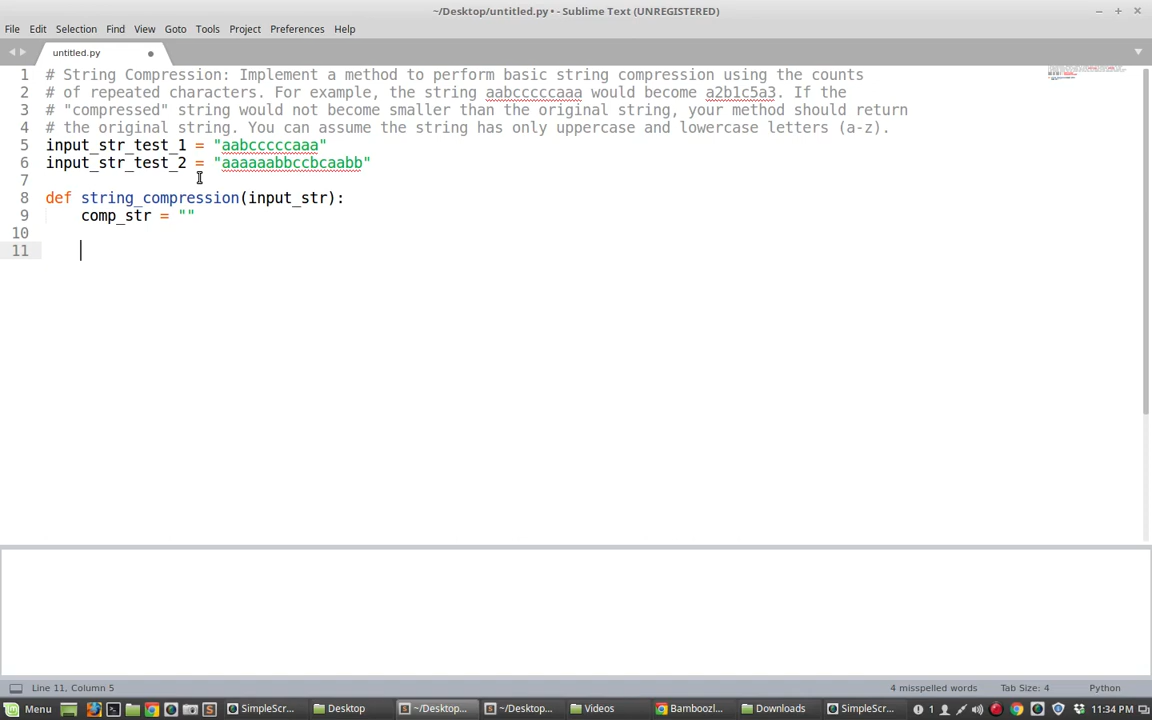 ~/Desktop/untitled.py • - Sublime Text (UNREGISTERED)
File Edit Selection Find View Goto Tools Project Preferences Help
untitled.py
1 # String Compression: Implement a method to perform basic string compression using the counts
2 # of repeated characters. For example, the string aabcccccaaa would become a2b1c5a3. If the
3 # "compressed" string would not become smaller than the original string, your method should return
4 # the original string. You can assume the string has only uppercase and lowercase letters (a-z).
5 input_str_test_1 = "aabcccccaaa"
6 input_str_test_2 = "aaaaaabbccbcaabb"
7
8 def string_compression(input_str):
9 comp_str = ""
10
11
Line 11, Column 5 4 misspelled words Tab Size: 4 Python
Menu SimpleScr... Desktop ~/Desktop... ~/Desktop... Videos Bamboozl... Downloads SimpleScr... 1 11:34 PM